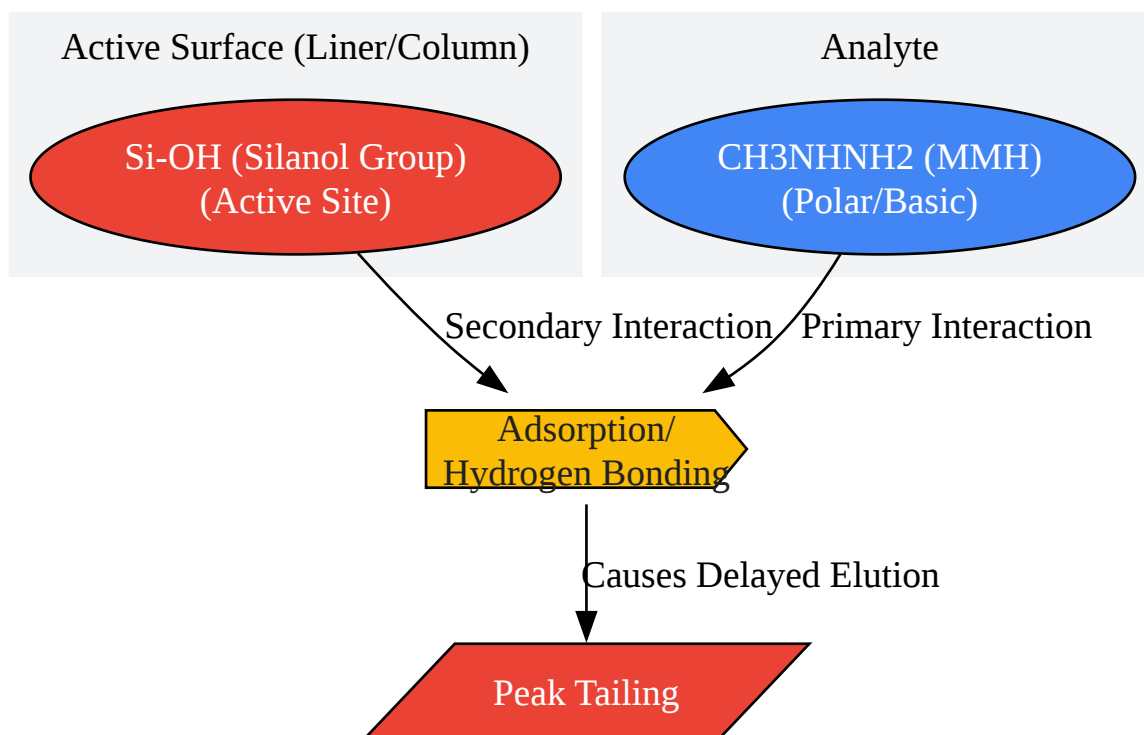 Active Surface (Liner/Column)
Analyte
Si-OH (Silanol Group)
(Active Site)
CH3NHNH2 (MMH)
(Polar/Basic)
Secondary Interaction
Primary Interaction
Adsorption/
Hydrogen Bonding
Causes Delayed Elution
Peak Tailing